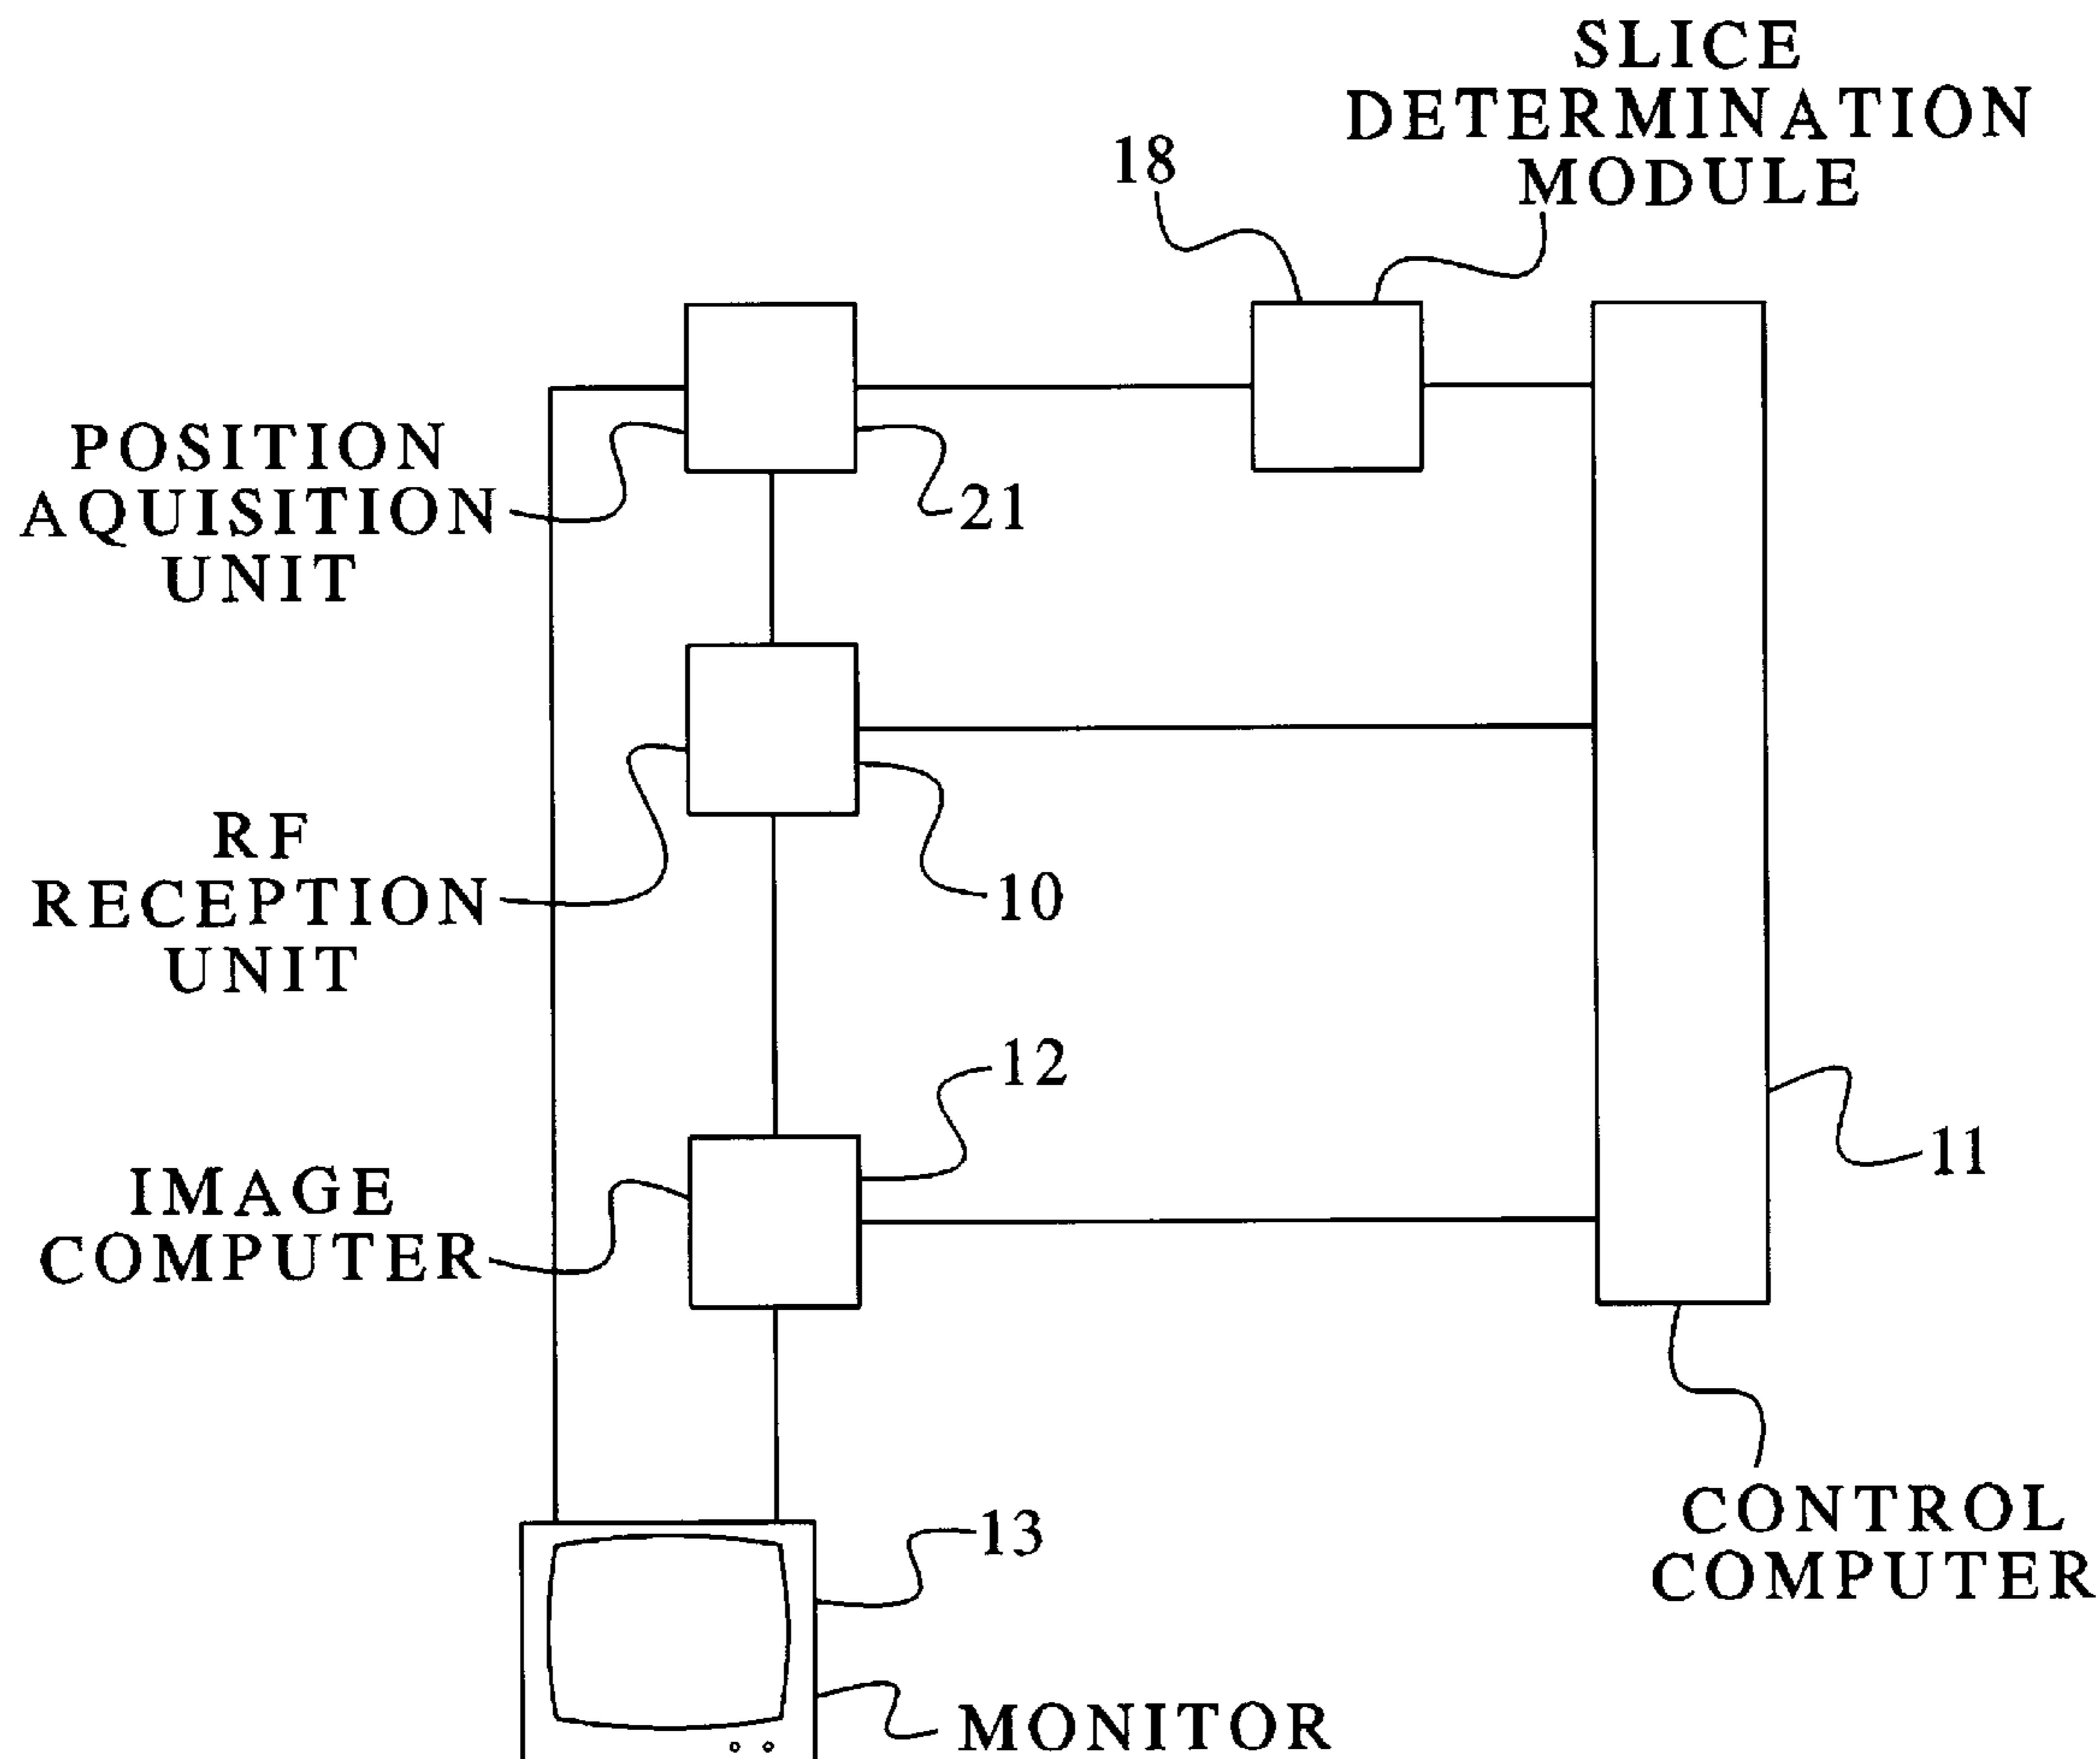 SLICE
DETERMINATION
MODULE
18
POSITION
AQUISITION
UNIT
21
RF
RECEPTION
UNIT
10
12
IMAGE
COMPUTER
11
13
CONTROL
COMPUTER
MONITOR